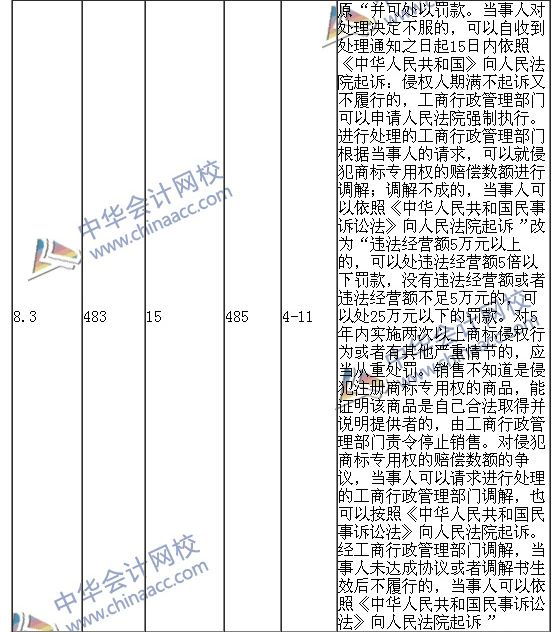 原“并可处以罚款。当事人对
处理决定不服的，可以自收到
处理通知之日起15日内依照
《中华人民共和国》向人民法
院起诉：侵权人期满不起诉又
不履行的，工商行政管理部门
可以申请人民法院强制执行。
进行处理的工商行政管理部门
根据当事人的请求，可以就侵
犯商标专用权的赔偿数额进行
调解；调解不成的，当事人可
以依照《中华人民共和国民事
诉讼法》向人民法院起诉”改
为“违法经营额5万元以上
的，可以处违法经营额5倍以
下罚款，没有违法经营额或者
违法经营额不足5万元的，可
8.3 483 15 485 4-11 以处25万元以下的罚款。对5
年内实施两次以上商标侵权行
为或者有其他严重情节的，应
当从重处罚。销售不知道是侵
犯注册商标专用权的商品，能
证明该商品是自己合法取得并
说明提供者的，由工商行政管
理部门责令停止销售。对侵犯
商标专用权的赔偿数额的争
议，当事人可以请求进行处理
的工商行政管理部门调解，也
可以按照《中华人民共和国民
事诉讼法》向人民法院起诉。
经工商行政管理部门调解，当
事人未达成协议或者调解书生
效后不履行的，当事人可以依
照《中华人民共和国民事诉讼
法》向人民法院起诉”
中华会计网校
www.chinaacc.com
中华会计网校
www.chinaacc.com